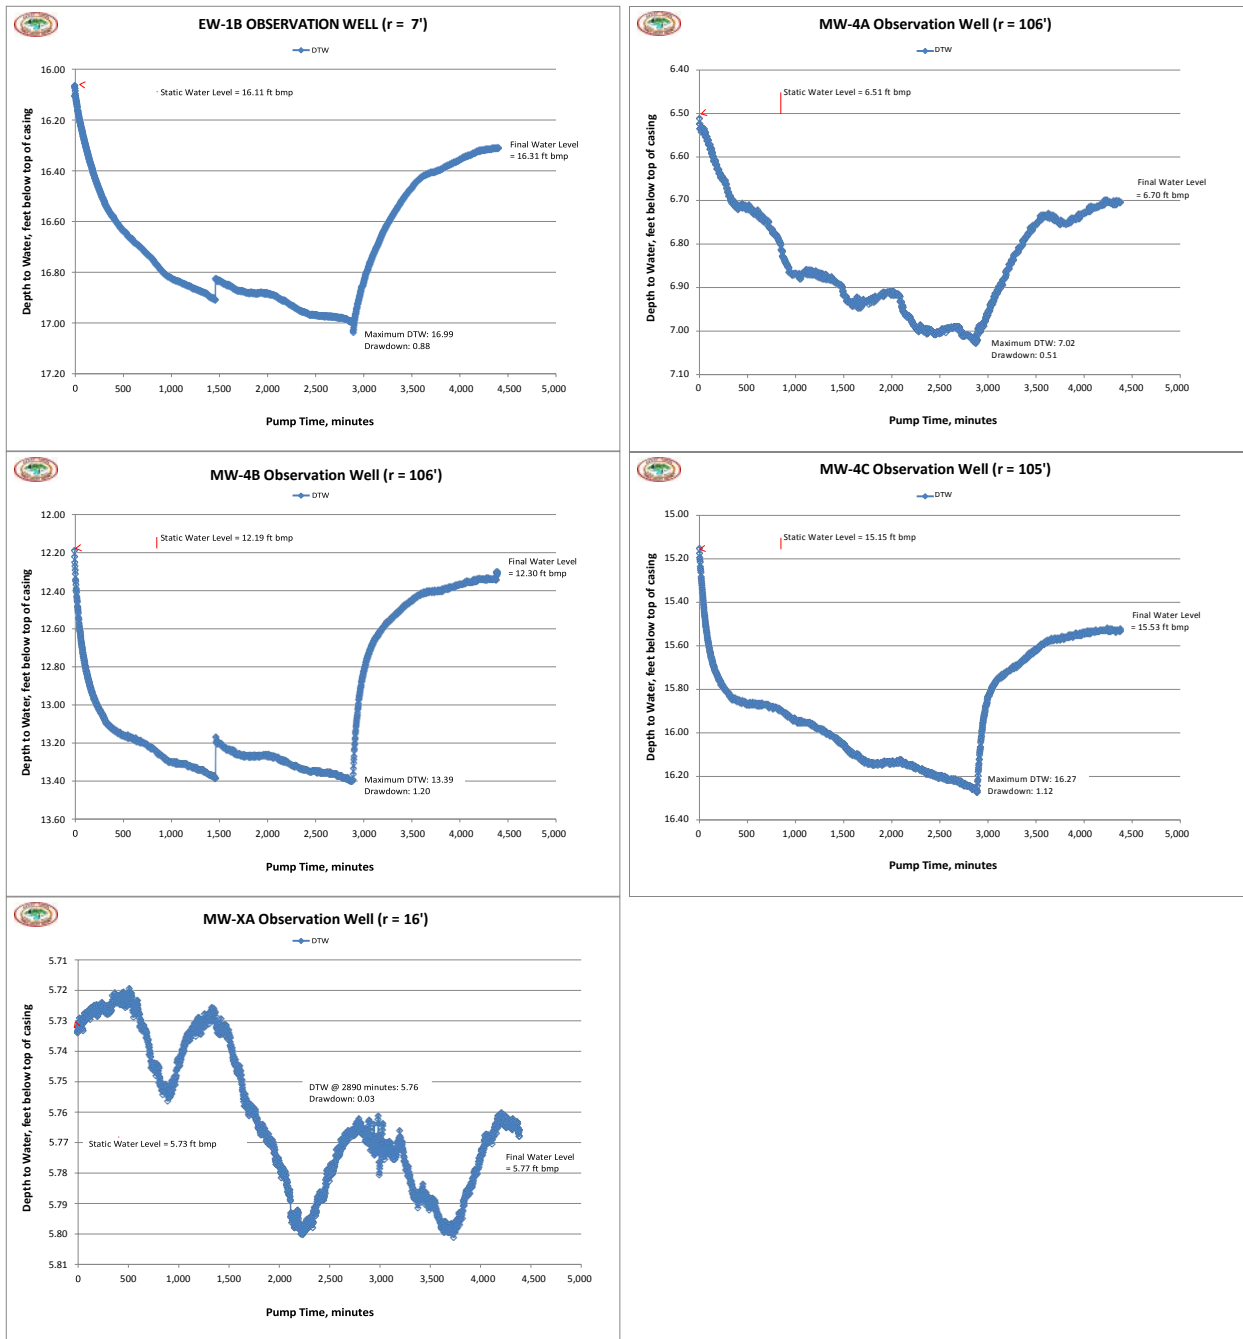 EW-1B OBSERVATION WELL (r = 7')
DTW
Depth to Water, feet below top of casing
16.00
16.20
16.40
16.60
16.80
17.00
17.20
Static Water Level = 16.11 ft bmp
Final Water Level
= 16.31 ft bmp
Maximum DTW: 16.99
Drawdown: 0.88
0 500 1,000 1,500 2,000 2,500 3,000 3,500 4,000 4,500 5,000
Pump Time, minutes
MW-4A Observation Well (r = 106')
DTW
Depth to Water, feet below top of casing
6.40
6.50
6.60
6.70
6.80
6.90
7.00
7.10
Static Water Level = 6.51 ft bmp
Final Water Level
= 6.70 ft bmp
Maximum DTW: 7.02
Drawdown: 0.51
0 500 1,000 1,500 2,000 2,500 3,000 3,500 4,000 4,500 5,000
Pump Time, minutes
MW-4B Observation Well (r = 106')
DTW
Depth to Water, feet below top of casing
12.00
12.20
12.40
12.60
12.80
13.00
13.20
13.40
13.60
Static Water Level = 12.19 ft bmp
Final Water Level
= 12.30 ft bmp
Maximum DTW: 13.39
Drawdown: 1.20
0 500 1,000 1,500 2,000 2,500 3,000 3,500 4,000 4,500 5,000
Pump Time, minutes
MW-4C Observation Well (r = 105')
DTW
Depth to Water, feet below top of casing
15.00
15.20
15.40
15.60
15.80
16.00
16.20
16.40
Static Water Level = 15.15 ft bmp
Final Water Level
= 15.53 ft bmp
Maximum DTW: 16.27
Drawdown: 1.12
0 500 1,000 1,500 2,000 2,500 3,000 3,500 4,000 4,500 5,000
Pump Time, minutes
MW-XA Observation Well (r = 16')
DTW
Depth to Water, feet below top of casing
5.71
5.72
5.73
5.74
5.75
5.76
5.77
5.78
5.79
5.80
5.81
DTW @ 2890 minutes: 5.76
Drawdown: 0.03
Static Water Level = 5.73 ft bmp
Final Water Level
= 5.77 ft bmp
0 500 1,000 1,500 2,000 2,500 3,000 3,500 4,000 4,500 5,000
Pump Time, minutes